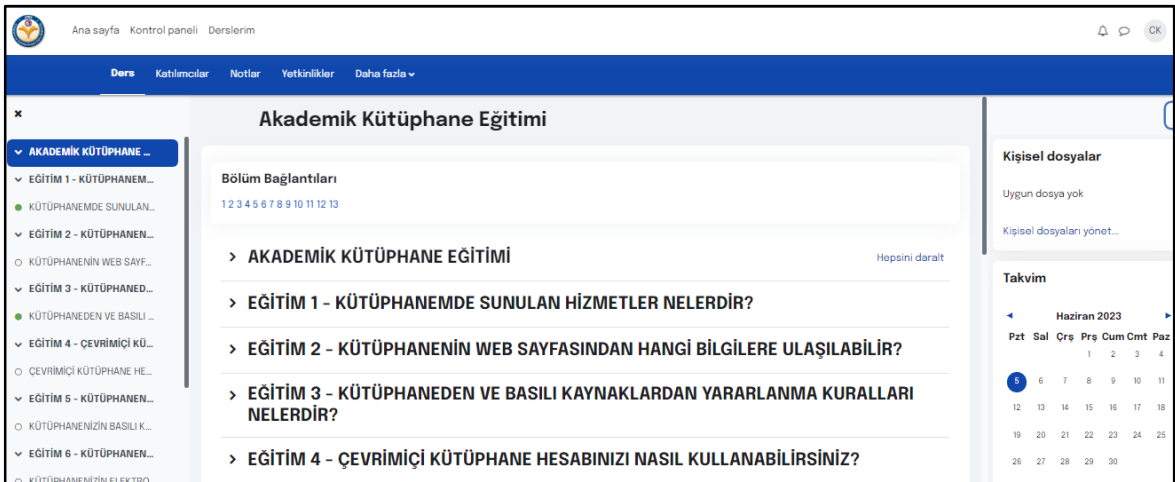 Ana sayfa Kontrol paneli Derslerim
CK
Ders Katılımcılar Notlar Yetkinlikler Daha fazla
AKADEMİK KÜTÜPHANE ...
EĞİTİM 1 - KÜTÜPHANEM...
KÜTÜPHANEMDE SUNULAN...
EĞİTİM 2 - KÜTÜPHANEN...
KÜTÜPHANENİN WEB SAYF...
EĞİTİM 3 - KÜTÜPHANED...
KÜTÜPHANEDEN VE BASILI ...
EĞİTİM 4 - ÇEVRİMİÇİ KÜ...
ÇEVRİMİÇİ KÜTÜPHANE HE...
EĞİTİM 5 - KÜTÜPHANEN...
KÜTÜPHANENİZİN BASILI K...
EĞİTİM 6 - KÜTÜPHANEN...
KÜTÜPHANENİZİN ELEKTRO
Akademik Kütüphane Eğitimi
Bölüm Bağlantıları
1 2 3 4 5 6 7 8 9 10 11 12 13
AKADEMİK KÜTÜPHANE EĞİTİMİ
Hepsini daralt
EĞİTİM 1 - KÜTÜPHANEMDE SUNULAN HİZMETLER NELERDİR?
EĞİTİM 2 - KÜTÜPHANENİN WEB SAYFASINDAN HANGİ BİLGİLERE ULAŞILABİLİR?
EĞİTİM 3 - KÜTÜPHANEDEN VE BASILI KAYNAKLARDAN YARARLANMA KURALLARI
NELERDİR?
EĞİTİM 4 - ÇEVRİMİÇİ KÜTÜPHANE HESABINIZI NASIL KULLANABİLİRSİNİZ?
Kişisel dosyalar
Uygun dosya yok
Kişisel dosyaları yönet...
Takvim
Haziran 2023
Pzt Sal Çrş Prş Cum Cmt Paz
1 2 3 4
5 6 7 8 9 10 11
12 13 14 15 16 17 18
19 20 21 22 23 24 25
26 27 28 29 30